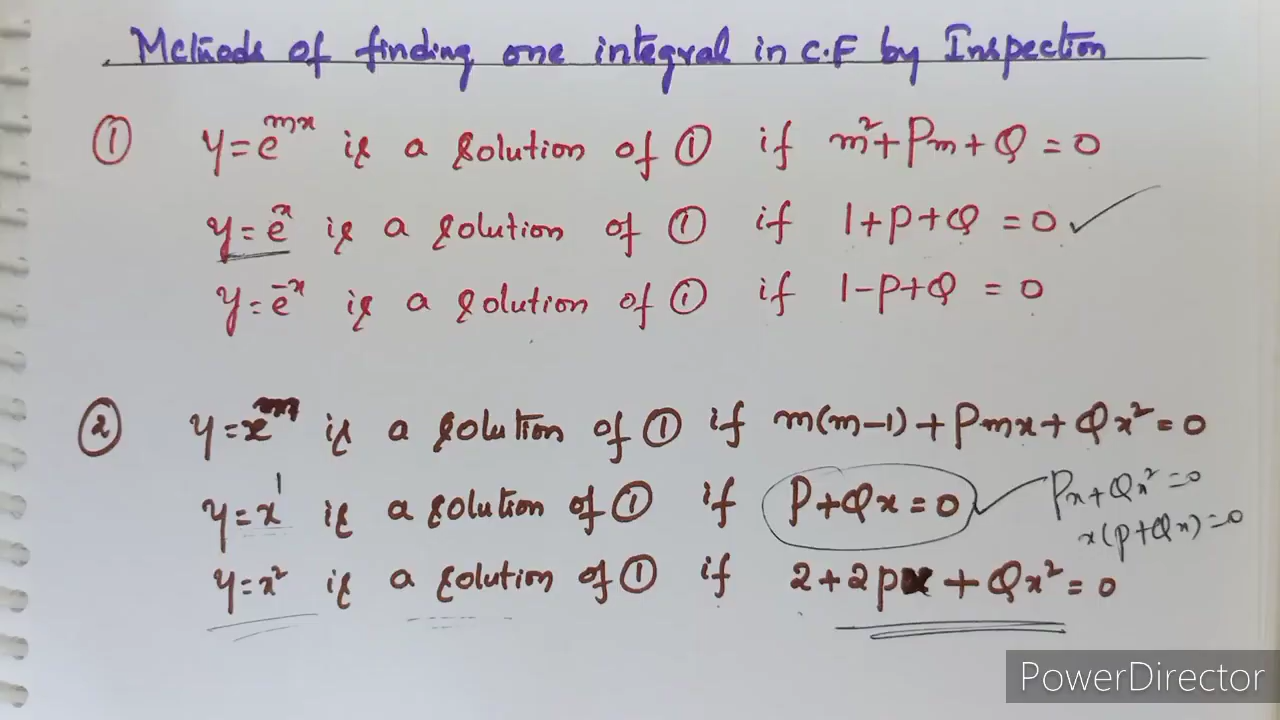 Methods of finding one integral in C.F by Inspection
① y = e^mx is a solution of ① if m² + Pm + Q = 0
y = e^x is a solution of ① if 1 + P + Q = 0 ✓
y = e^-x is a solution of ① if 1 - P + Q = 0
② y = x^m is a solution of ① if m(m-1) + Pmx + Qx² = 0
y = x^1 is a solution of ① if P + Qx = 0 ✓ Px + Qx² = 0
x(P + Qx) = 0
y = x² is a solution of ① if 2 + 2Px + Qx² = 0
PowerDirector